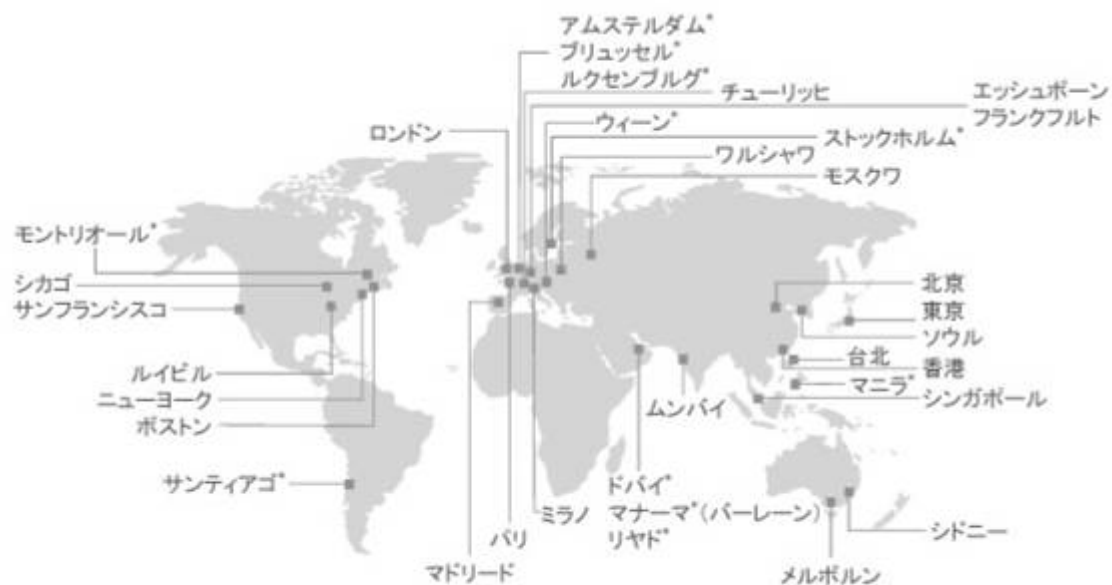 アムステルダム*
ブリュッセル*
ルクセンブルグ*
チューリッヒ
エッシュボーン
フランクフルト
ロンドン
ウィーン*
ストックホルム*
ワルシャワ
モスクワ
モントリオール*
シカゴ
サンフランシスコ
北京
東京
ソウル
台北
香港
マニラ*
シンガポール
ルイビル
ニューヨーク
ボストン
ムンバイ
サンティアゴ*
パリ
ミラノ
マドリード
ドバイ*
マナーマ*(バーレーン)
リヤド*
シドニー
メルボルン